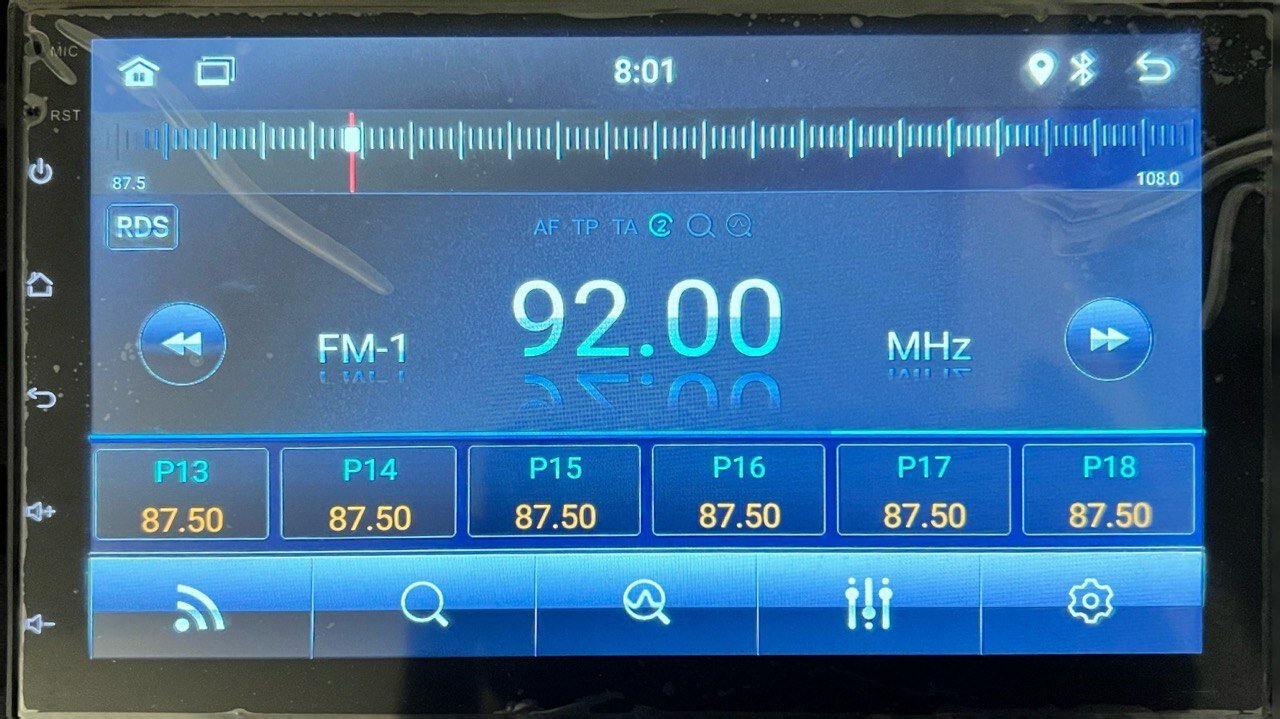 MIC
8:01
RST
87.5 108.0
RDS
AF TP TA 2
FM-1 92.00 MHz
P13 P14 P15 P16 P17 P18
87.50 87.50 87.50 87.50 87.50 87.50